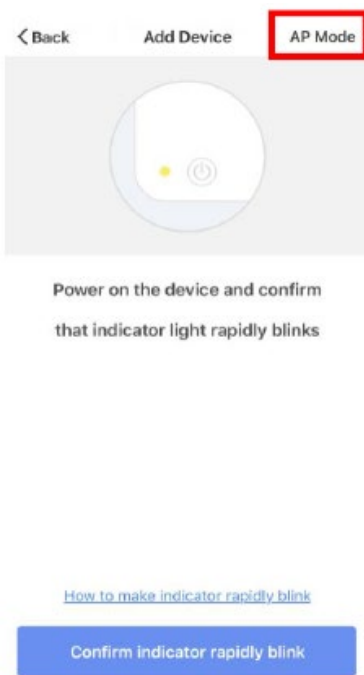 Back
Add Device
AP Mode
Power on the device and confirm
that indicator light rapidly blinks
How to make indicator rapidly blink
Confirm indicator rapidly blink